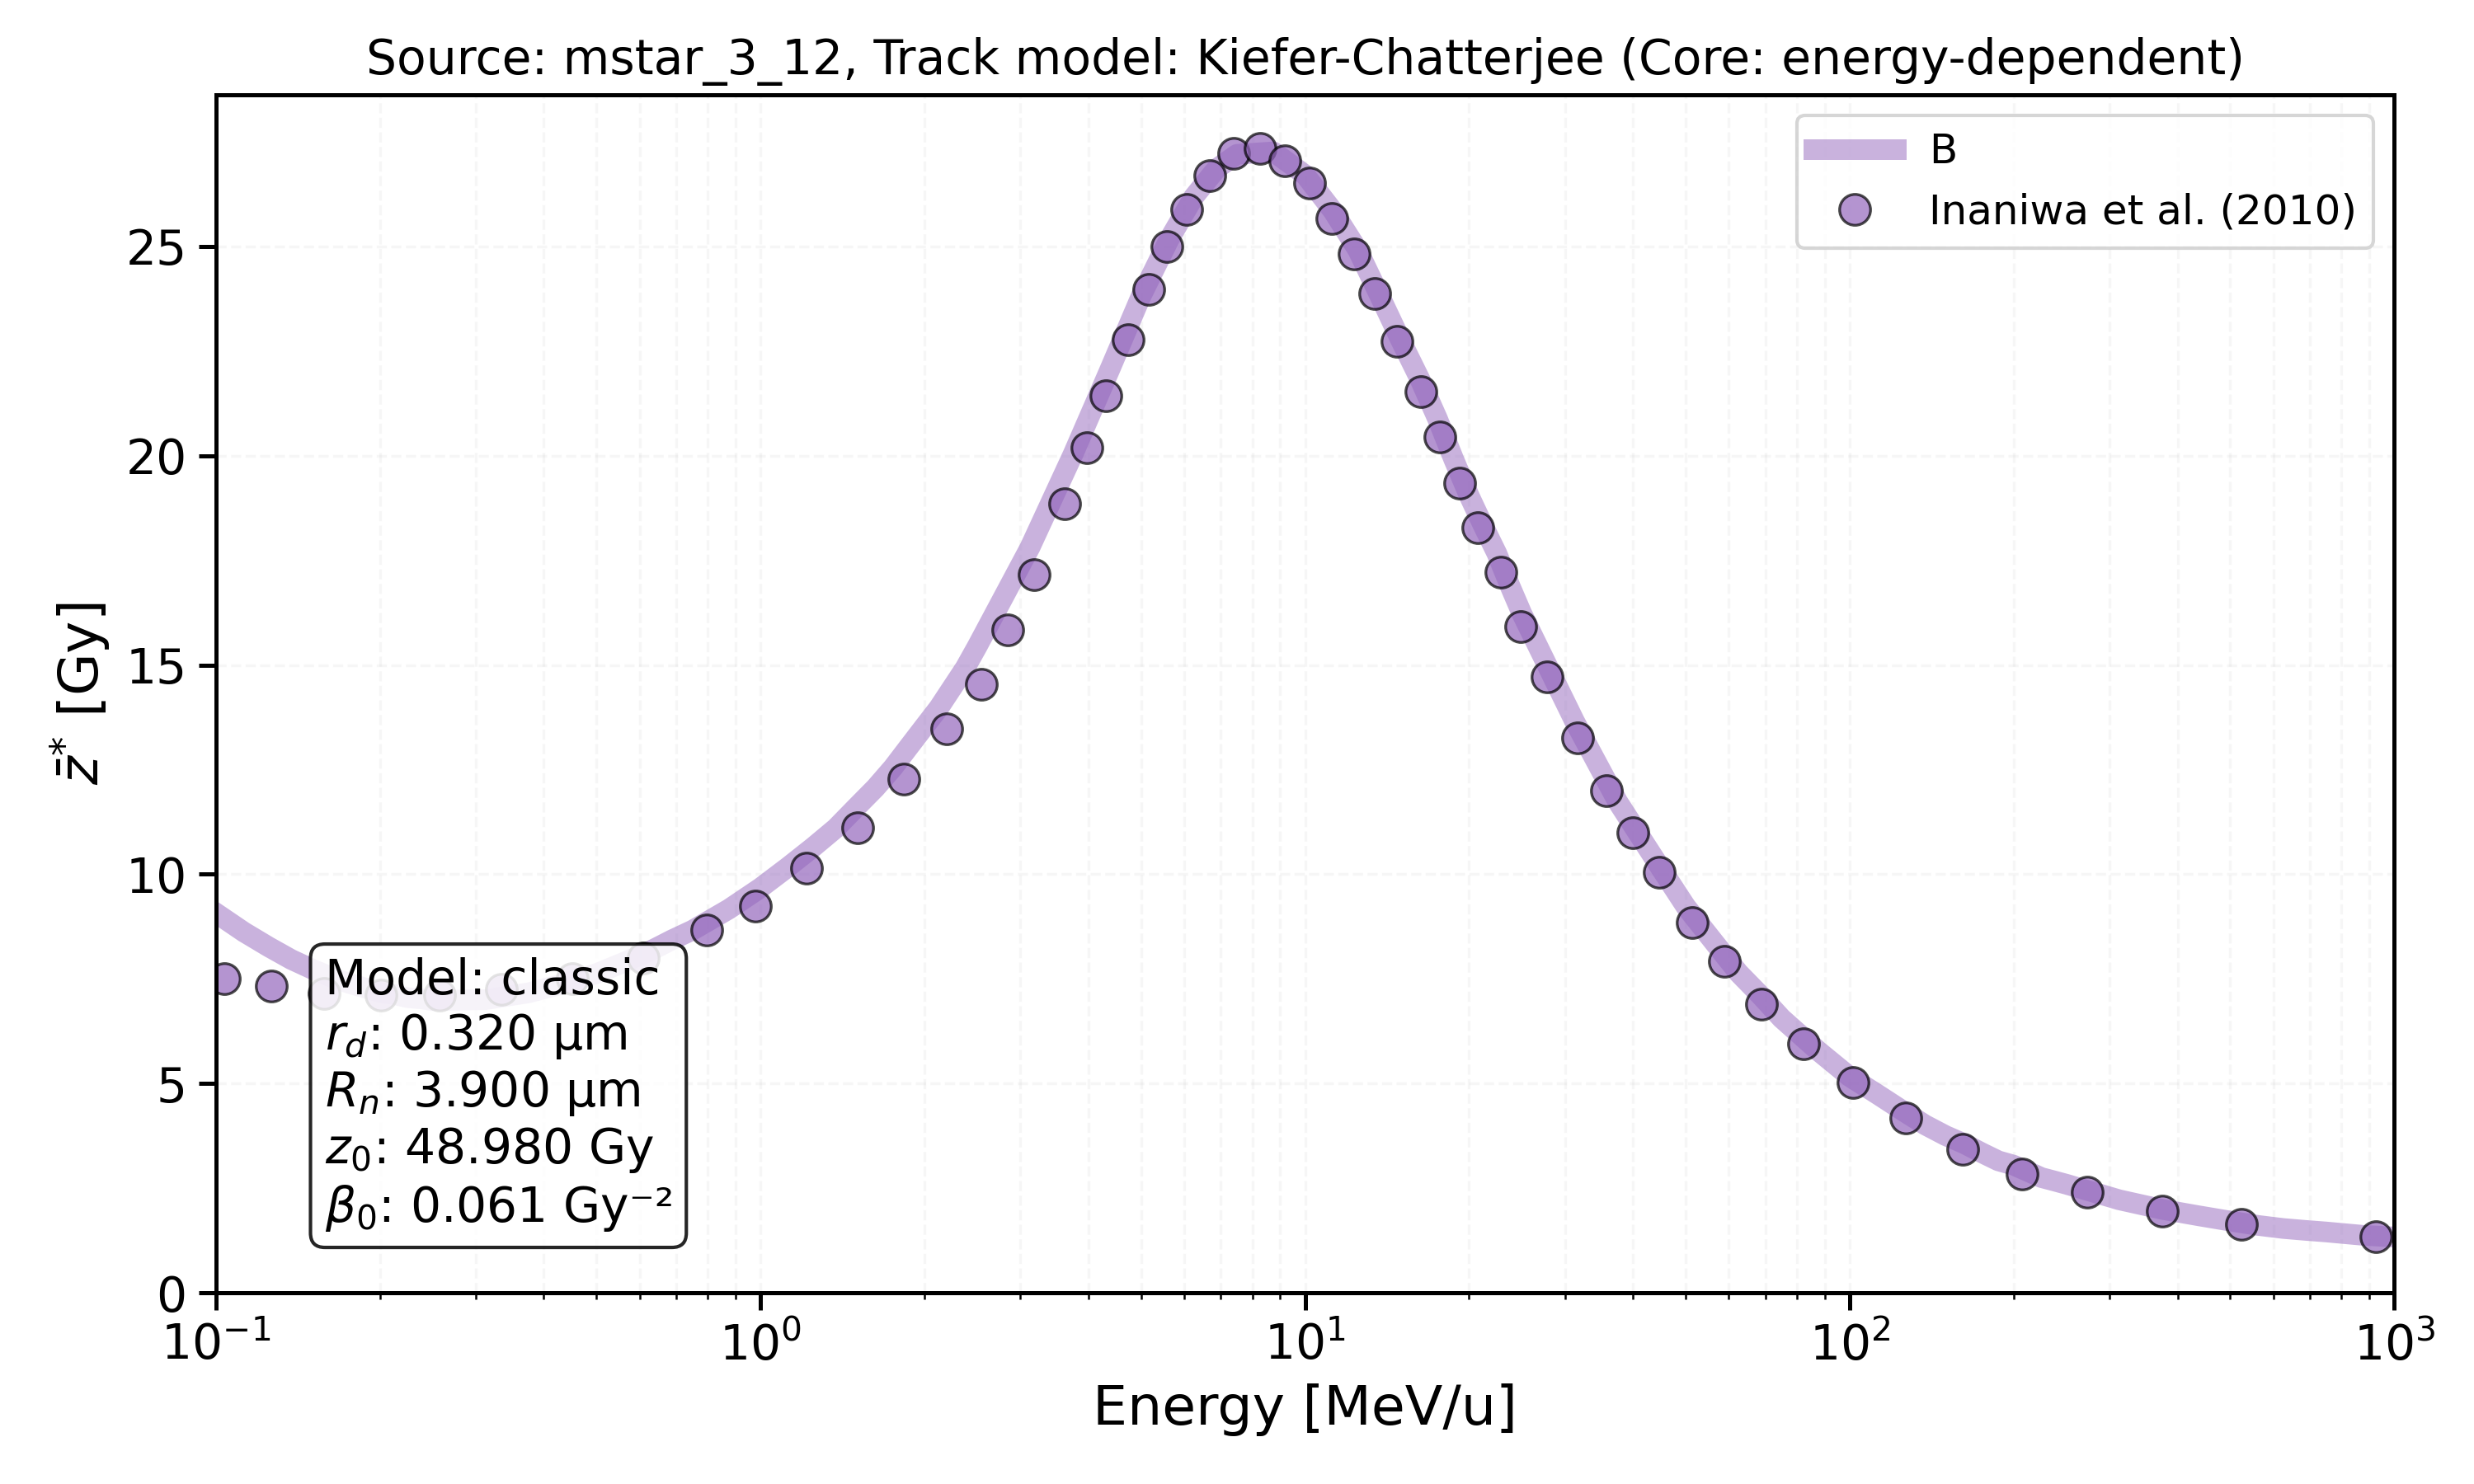 Source: mstar_3_12, Track model: Kiefer-Chatterjee (Core: energy-dependent)
B
Inaniwa et al. (2010)
25
20
15
10
5
0
z̄* [Gy]
Model: classic
r_d: 0.320 µm
R_n: 3.900 µm
z₀: 48.980 Gy
β₀: 0.061 Gy⁻²
10⁻¹ 10⁰ 10¹ 10² 10³
Energy [MeV/u]